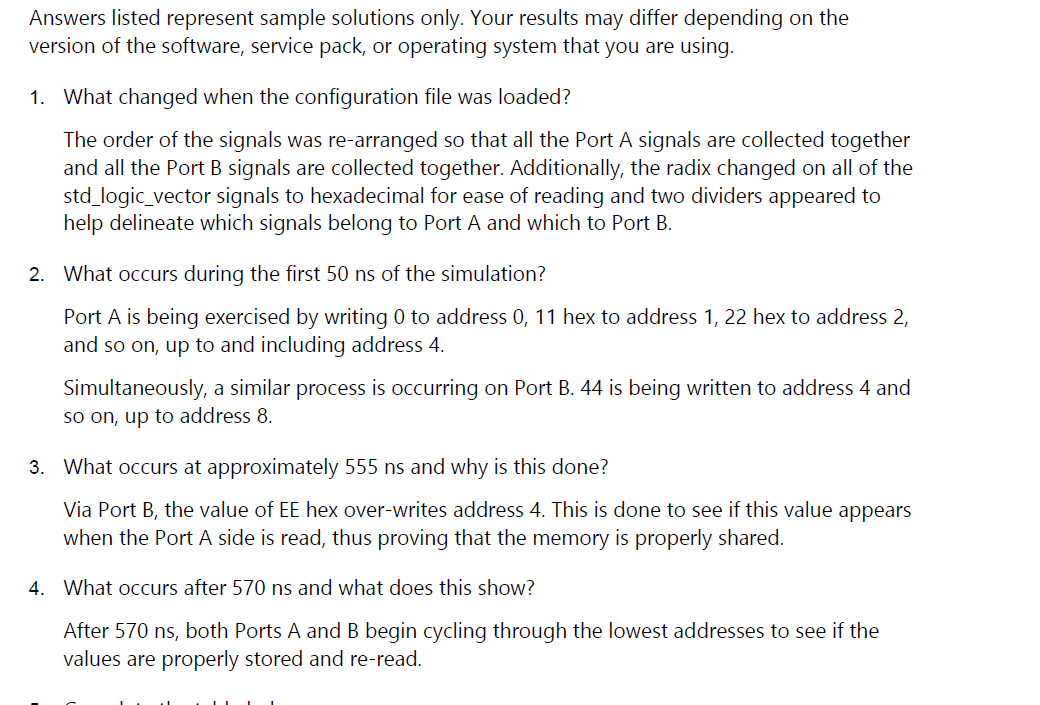 Answers listed represent sample solutions only. Your results may differ depending on the
version of the software, service pack, or operating system that you are using.
1. What changed when the configuration file was loaded?
The order of the signals was re-arranged so that all the Port A signals are collected together
and all the Port B signals are collected together. Additionally, the radix changed on all of the
std_logic_vector signals to hexadecimal for ease of reading and two dividers appeared to
help delineate which signals belong to Port A and which to Port B.
2. What occurs during the first 50 ns of the simulation?
Port A is being exercised by writing 0 to address 0, 11 hex to address 1, 22 hex to address 2,
and so on, up to and including address 4.
Simultaneously, a similar process is occurring on Port B. 44 is being written to address 4 and
so on, up to address 8.
3. What occurs at approximately 555 ns and why is this done?
Via Port B, the value of EE hex over-writes address 4. This is done to see if this value appears
when the Port A side is read, thus proving that the memory is properly shared.
4. What occurs after 570 ns and what does this show?
After 570 ns, both Ports A and B begin cycling through the lowest addresses to see if the
values are properly stored and re-read.